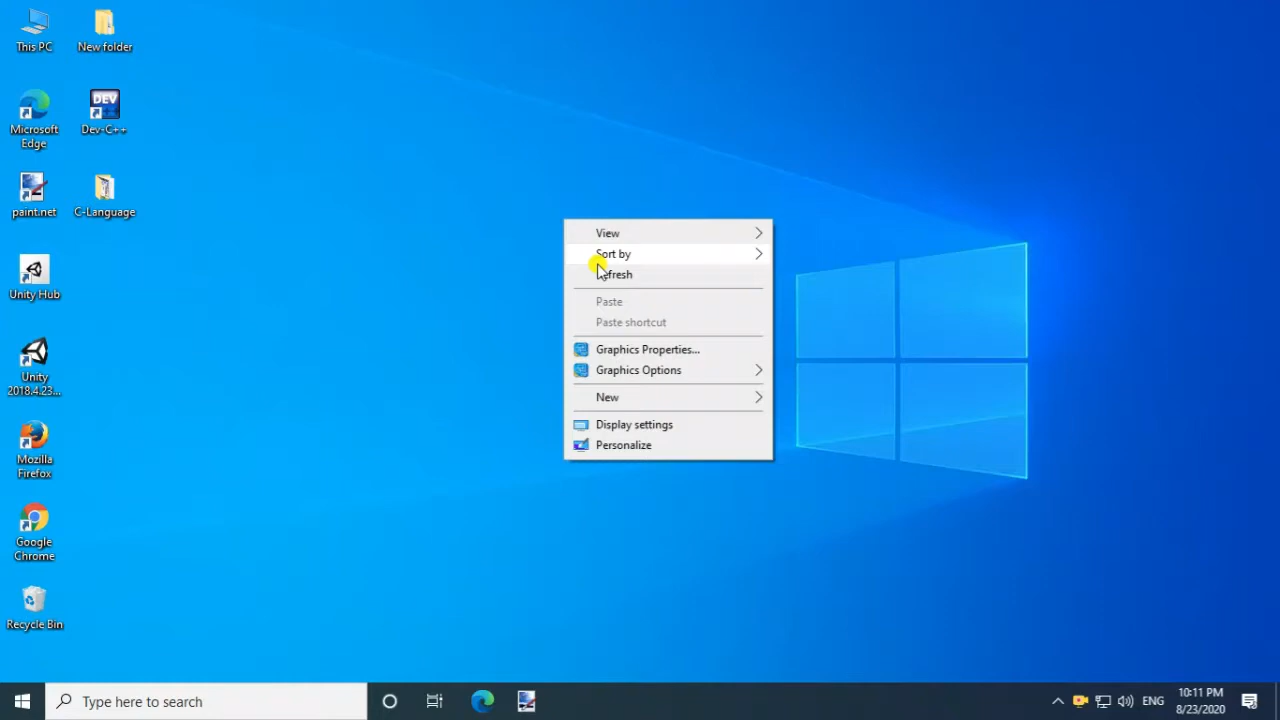 This PC
New folder
Microsoft
Edge
DEV
Dev-C++
paint.net
C-Language
Unity Hub
Unity
2018.4.23...
Mozilla
Firefox
Google
Chrome
Recycle Bin
View
Sort by
Refresh
Paste
Paste shortcut
Graphics Properties...
Graphics Options
New
Display settings
Personalize
Type here to search
ENG
10:11 PM
8/23/2020